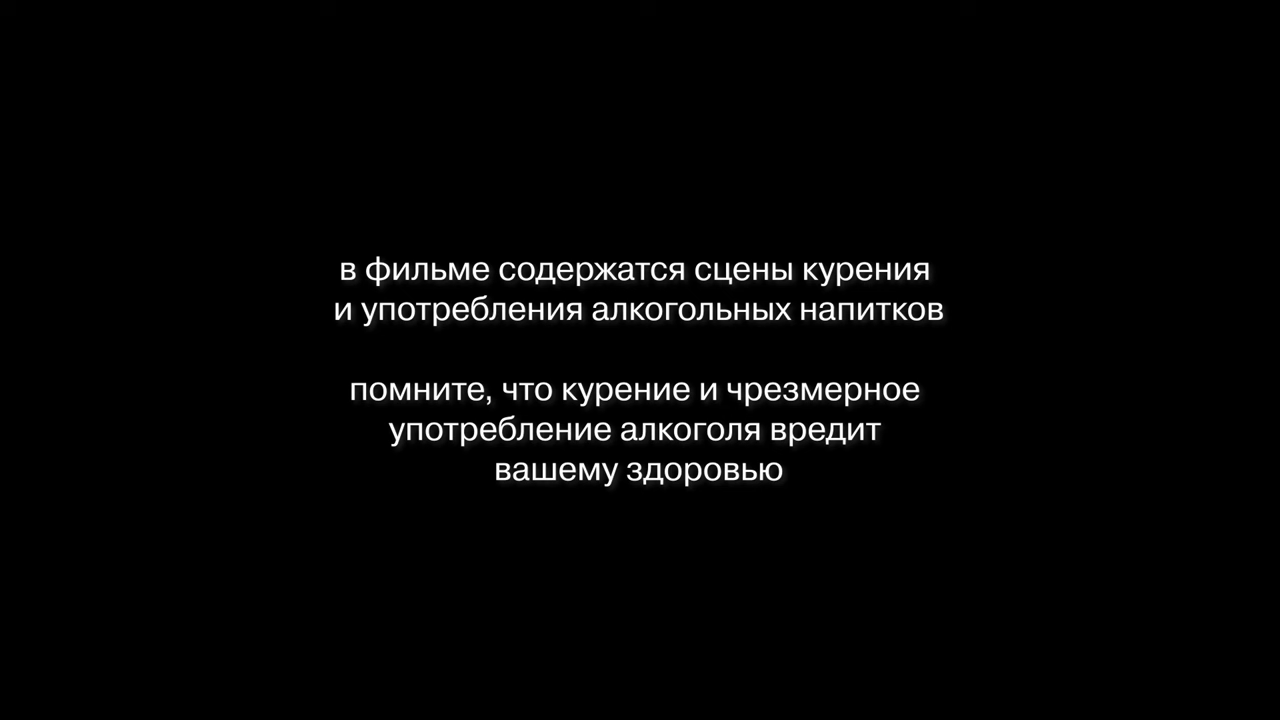 в фильме содержатся сцены курения
и употребления алкогольных напитков
помните, что курение и чрезмерное
употребление алкоголя вредит
вашему здоровью